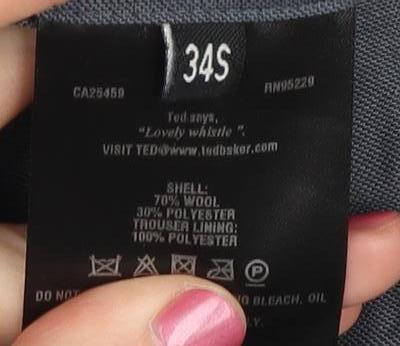 34S
CA25459 RN95229
Ted says,
"Lovely whistle ".
VISIT TED@www.tedbaker.com
SHELL:
70% WOOL
30% POLYESTER
TROUSER LINING:
100% POLYESTER
P
DO NOT BLEACH. OIL